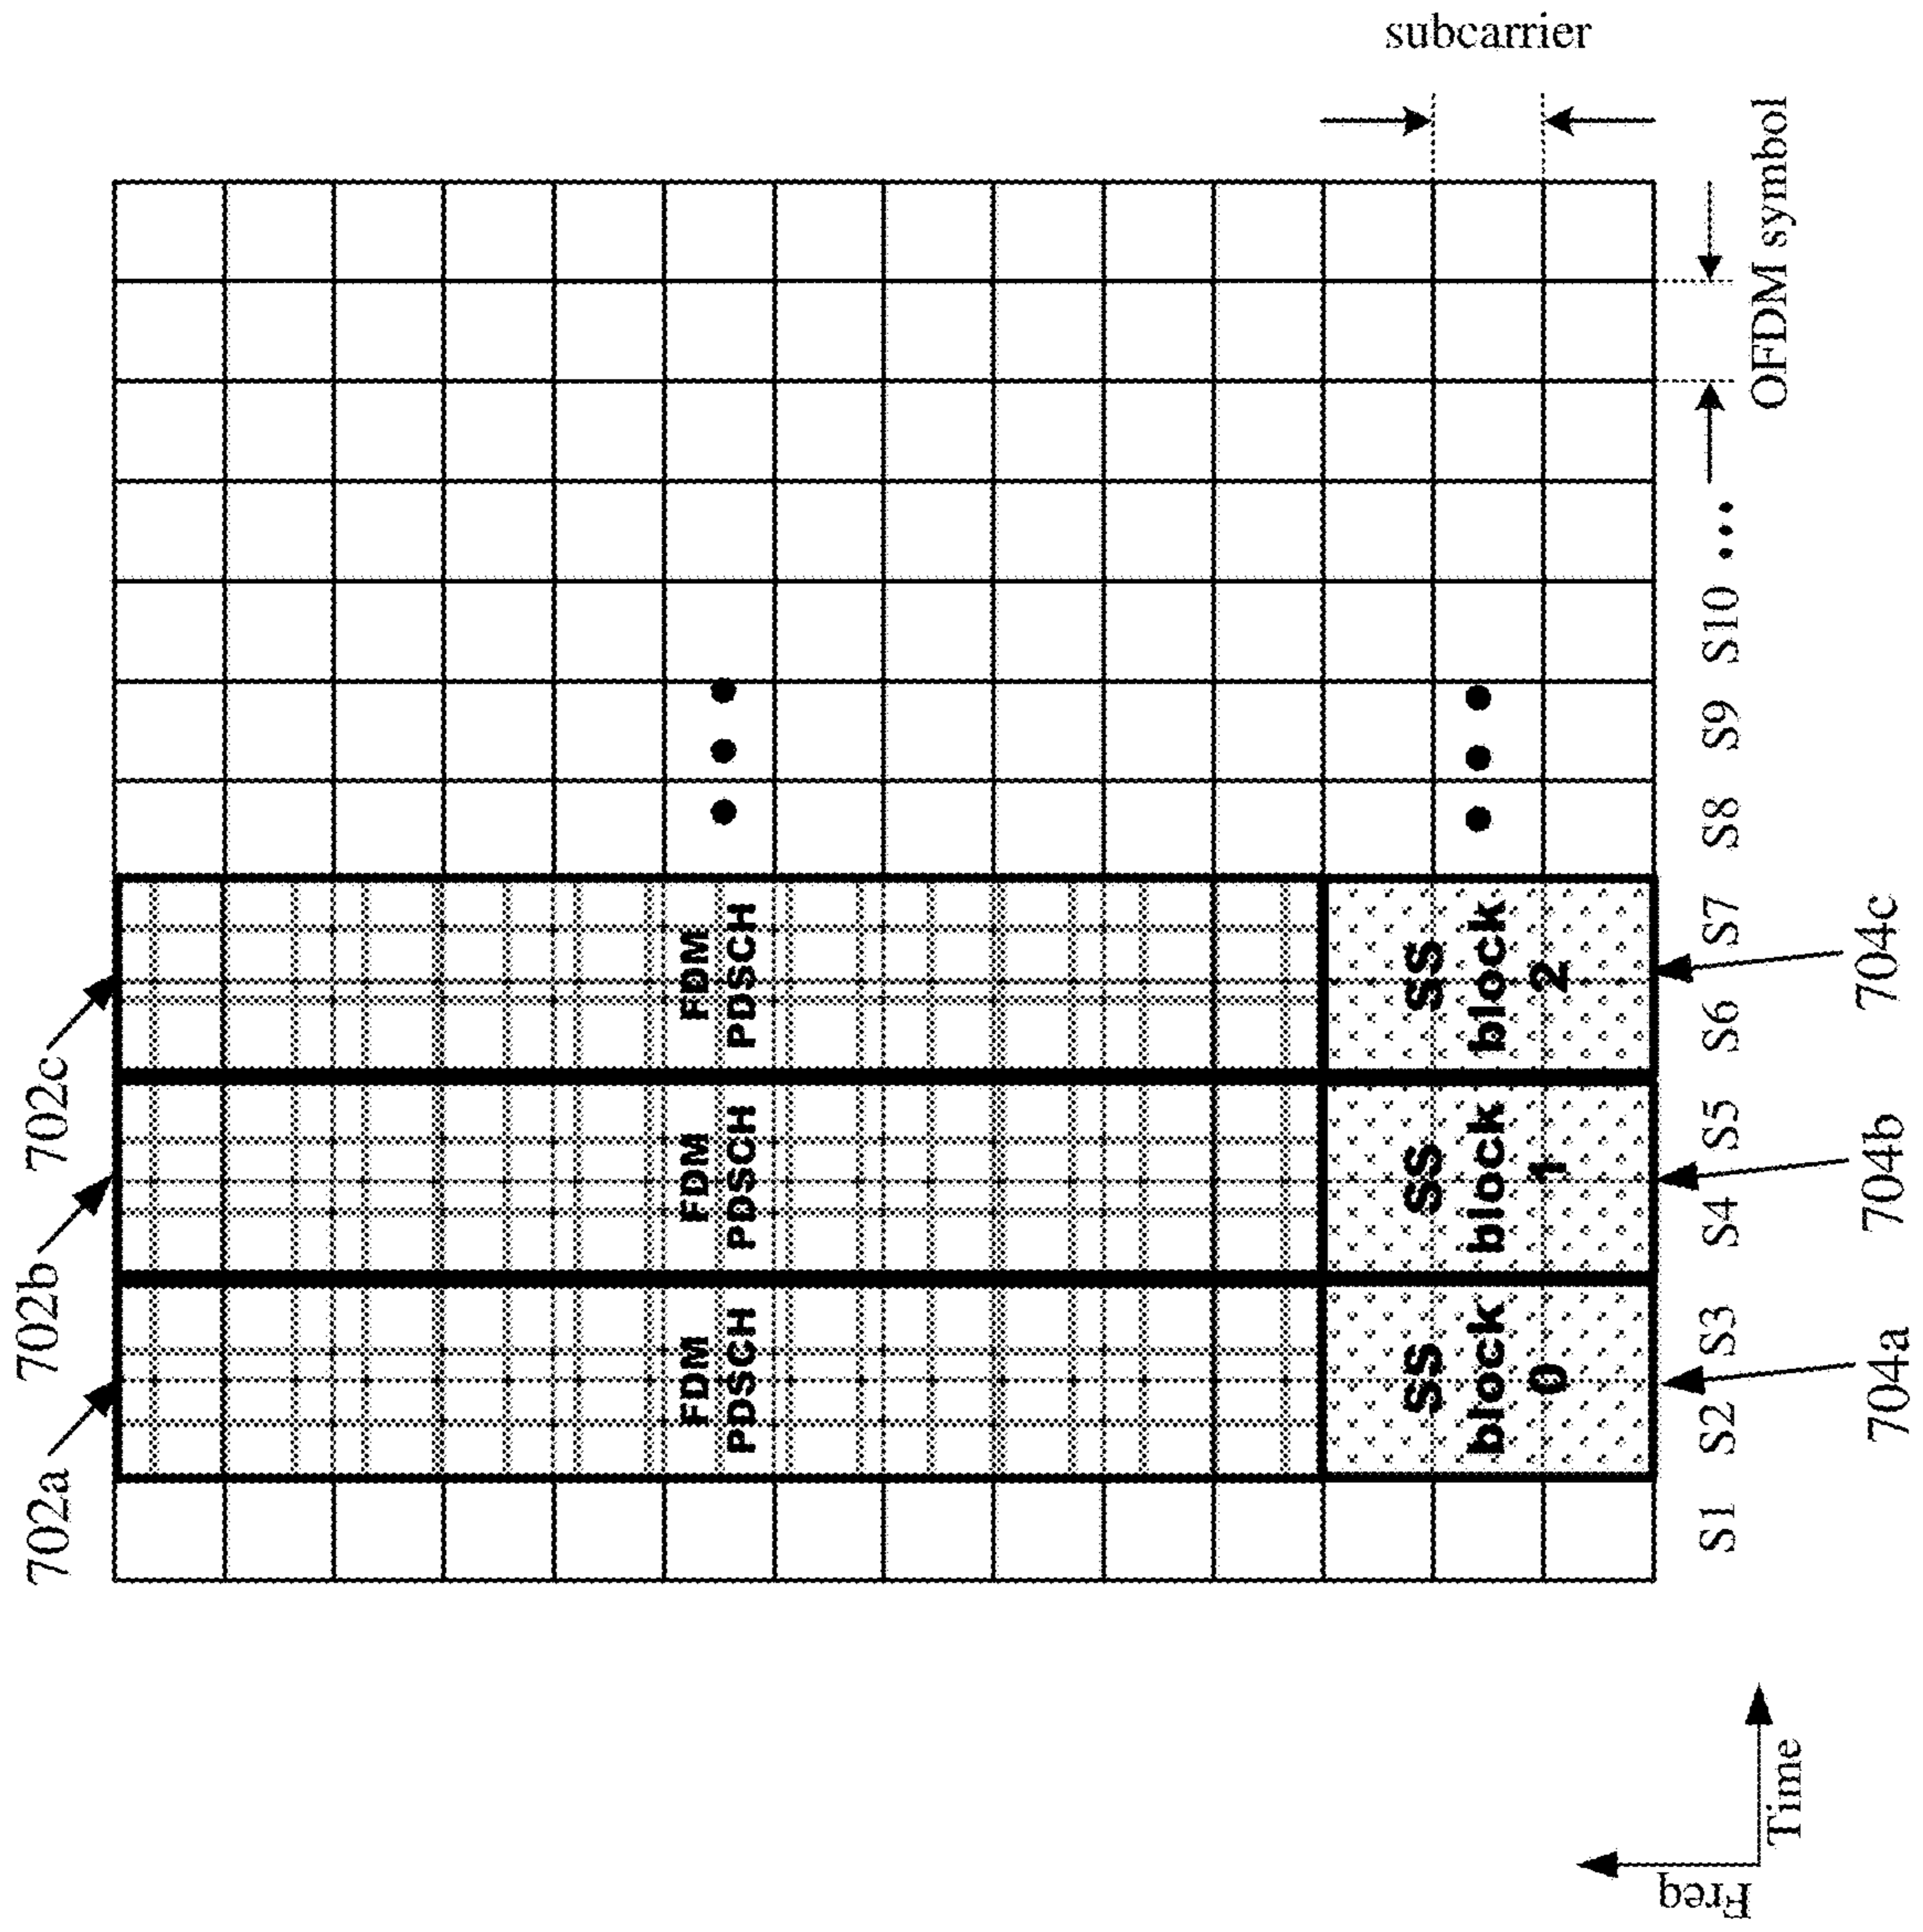 702a
702b
702c
FDM
PDSCH
FDM
PDSCH
FDM
PDSCH
SS
block
0
SS
block
1
SS
block
2
subcarrier
S1 S2 S3 S4 S5 S6 S7 S8 S9 S10 ...
OFDM symbol
704a
704b
704c
Freq
Time